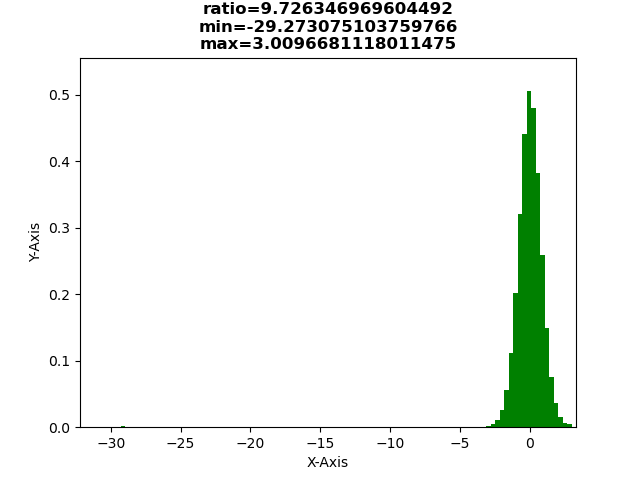 ratio=9.726346969604492
min=-29.273075103759766
max=3.0096681118011475
0.5
0.4
0.3
0.2
0.1
0.0
Y-Axis
−30
−25
−20
−15
−10
−5
0
X-Axis